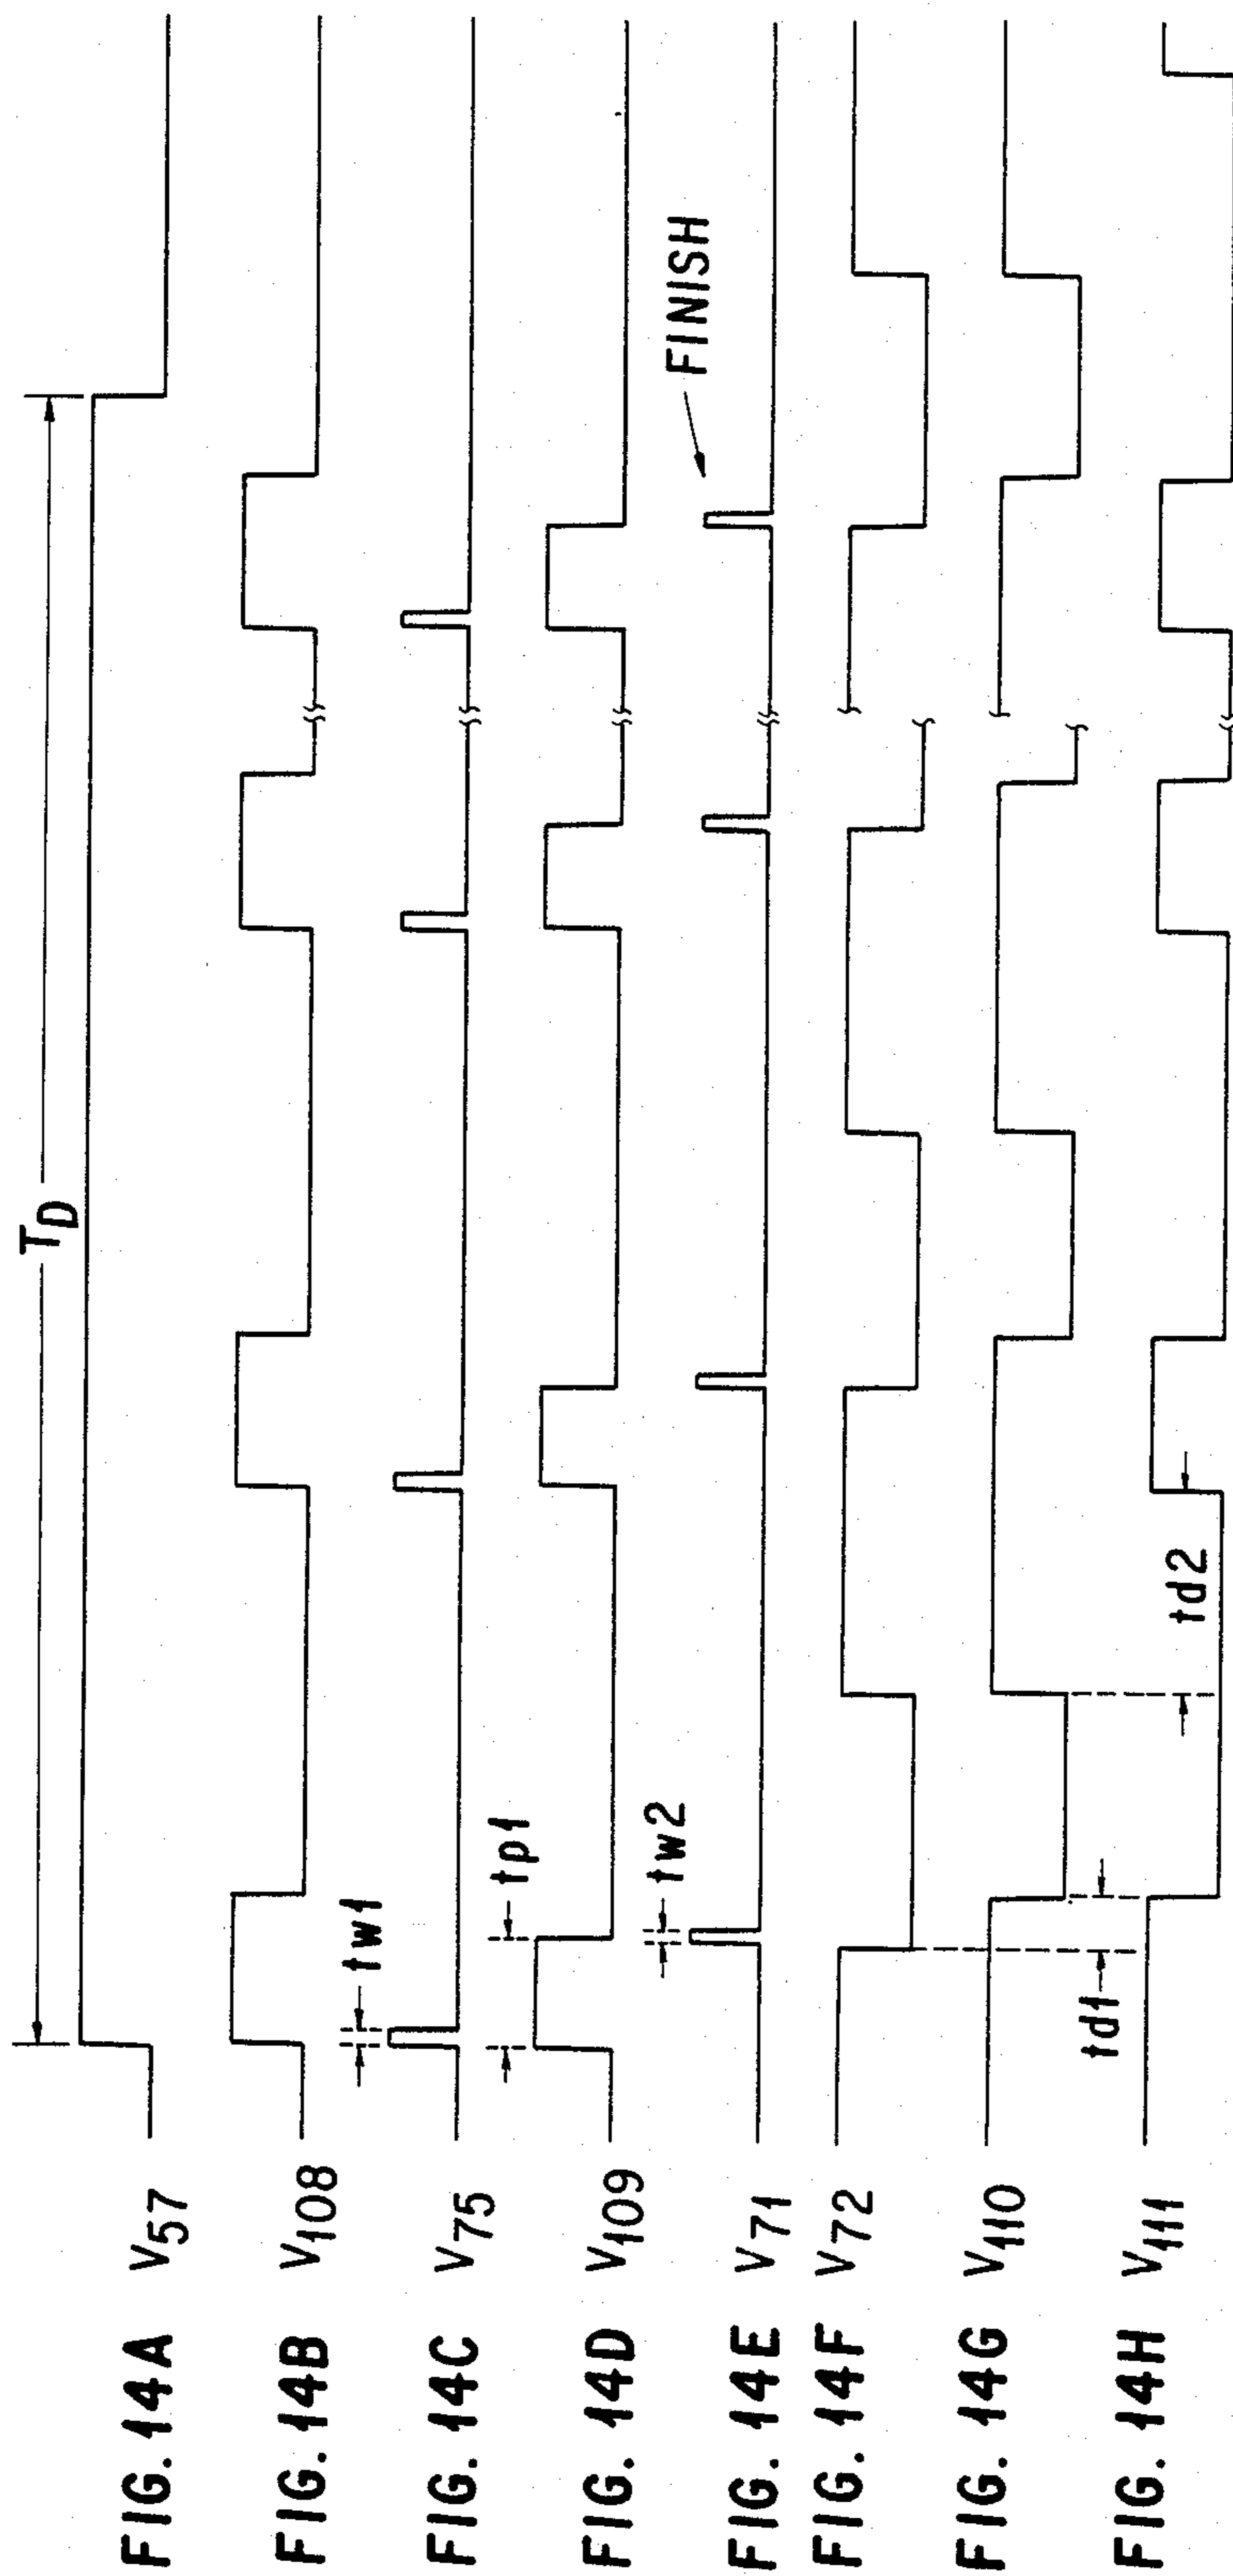 T_D
FIG. 14A V57
FIG. 14B V108
tw1
FIG. 14C V75
tp1
FIG. 14D V109
tw2
FINISH
FIG. 14E V71
FIG. 14F V72
FIG. 14G V110
td1
td2
FIG. 14H V111